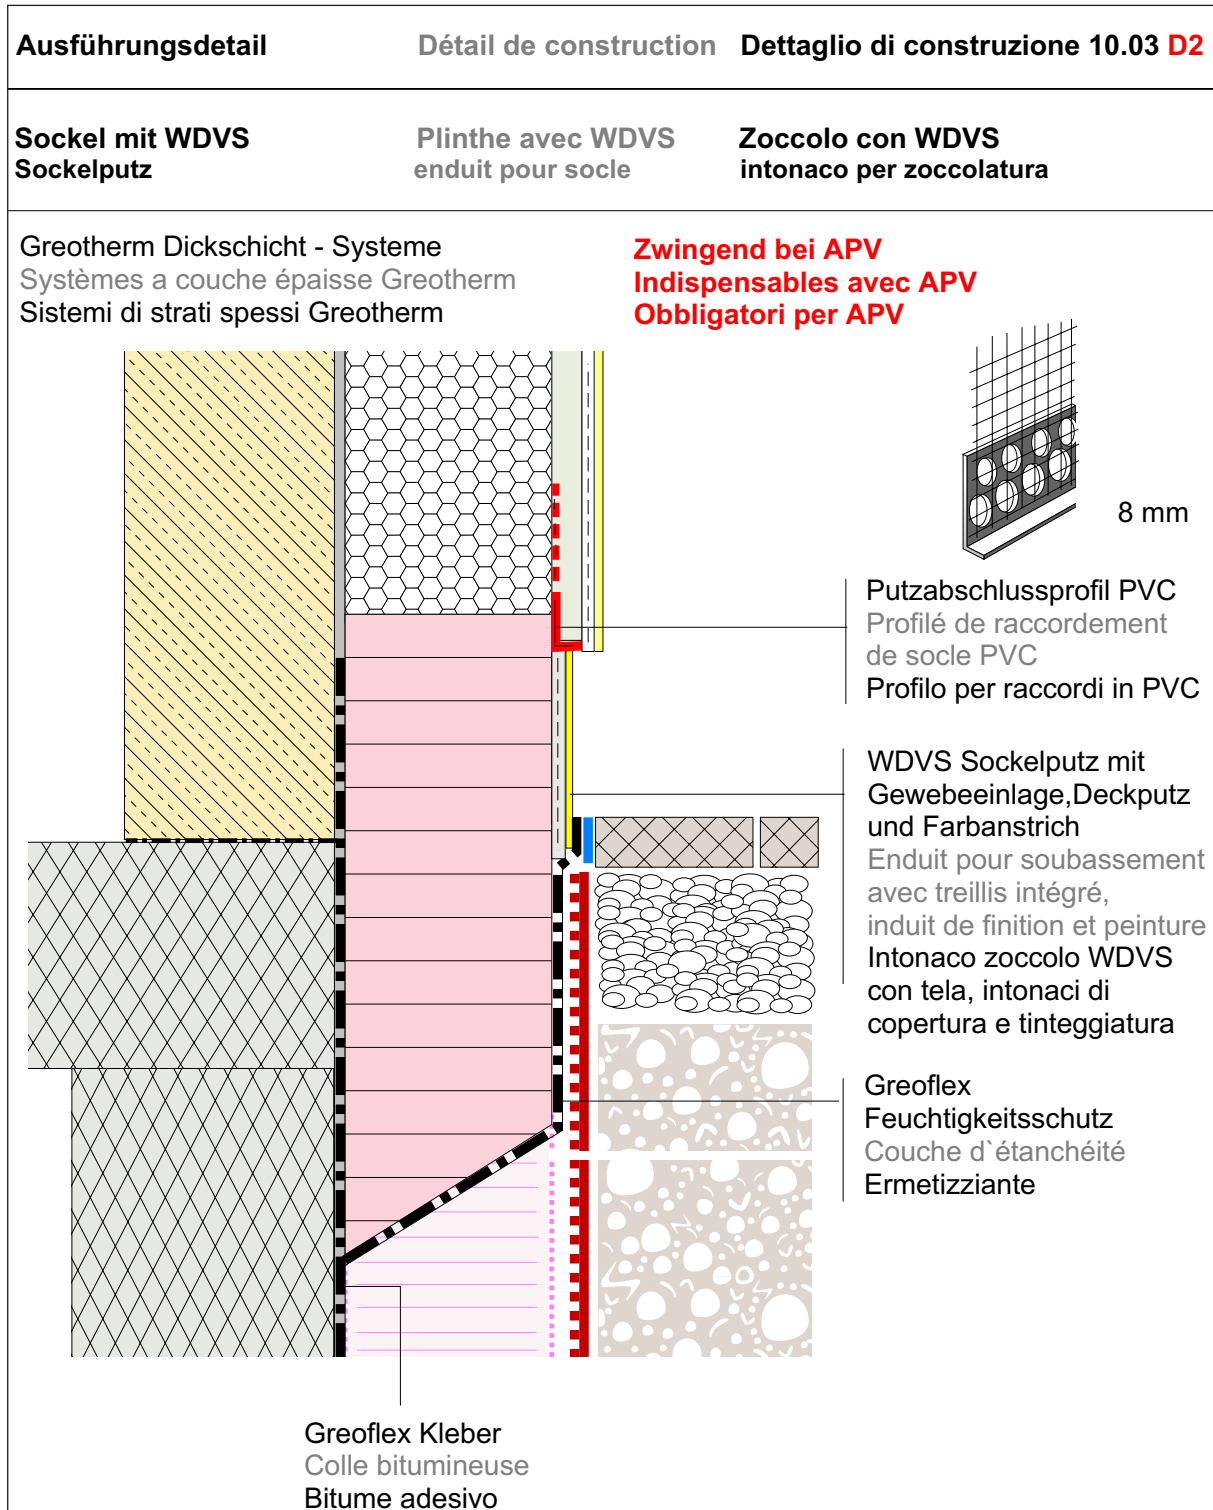 Ausführungsdetail
Détail de construction
Dettaglio di construzione 10.03 D2
Sockel mit WDVS
Sockelputz
Plinthe avec WDVS
enduit pour socle
Zoccolo con WDVS
intonaco per zoccolatura
Greotherm Dickschicht - Systeme
Systèmes a couche épaisse Greotherm
Sistemi di strati spessi Greotherm
Zwingend bei APV
Indispensables avec APV
Obbligatori per APV
8 mm
Putzabschlussprofil PVC
Profilé de raccordement
de socle PVC
Profilo per raccordi in PVC
WDVS Sockelputz mit
Gewebeeinlage,Deckputz
und Farbanstrich
Enduit pour soubassement
avec treillis intégré,
induit de finition et peinture
Intonaco zoccolo WDVS
con tela, intonaci di
copertura e tinteggiatura
Greoflex
Feuchtigkeitsschutz
Couche d`étanchéité
Ermetizziante
Greoflex Kleber
Colle bitumineuse
Bitume adesivo